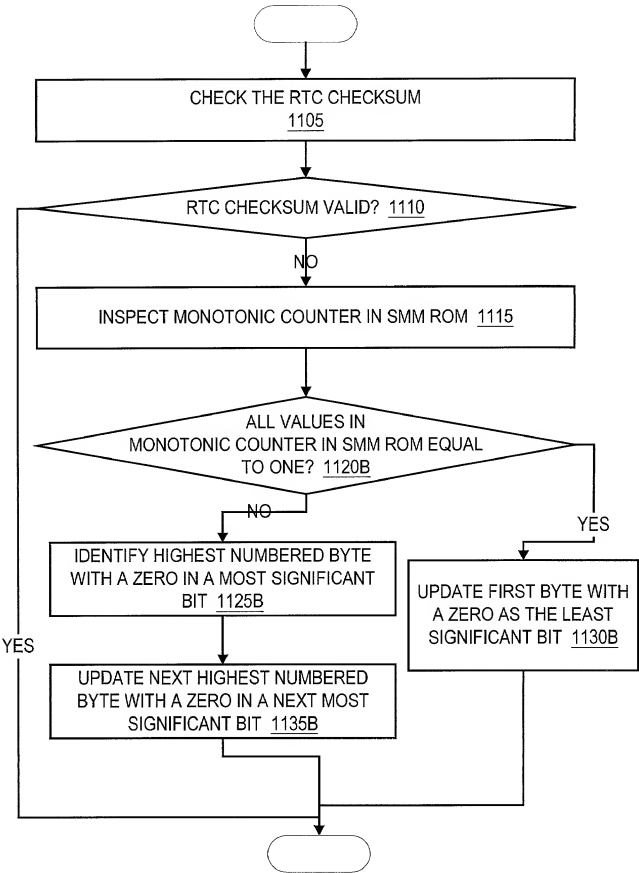 CHECK THE RTC CHECKSUM
1105
RTC CHECKSUM VALID? 1110
NO
INSPECT MONOTONIC COUNTER IN SMM ROM 1115
ALL VALUES IN
MONOTONIC COUNTER IN SMM ROM EQUAL
TO ONE? 1120B
NO
YES
IDENTIFY HIGHEST NUMBERED BYTE
WITH A ZERO IN A MOST SIGNIFICANT
BIT 1125B
UPDATE FIRST BYTE WITH
A ZERO AS THE LEAST
SIGNIFICANT BIT 1130B
YES
UPDATE NEXT HIGHEST NUMBERED
BYTE WITH A ZERO IN A NEXT MOST
SIGNIFICANT BIT 1135B